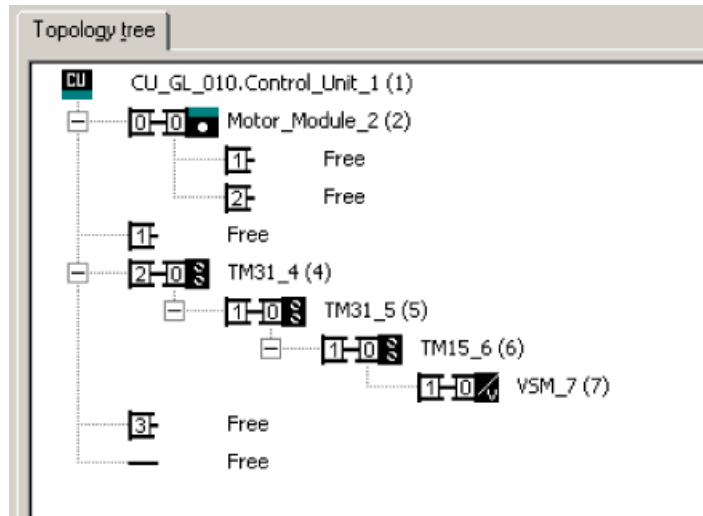 Topology tree
CU CU_GL_010.Control_Unit_1 (1)
0 0 Motor_Module_2 (2)
1 Free
2 Free
1 Free
2 0 TM31_4 (4)
1 0 TM31_5 (5)
1 0 TM15_6 (6)
1 0 VSM_7 (7)
3 Free
Free